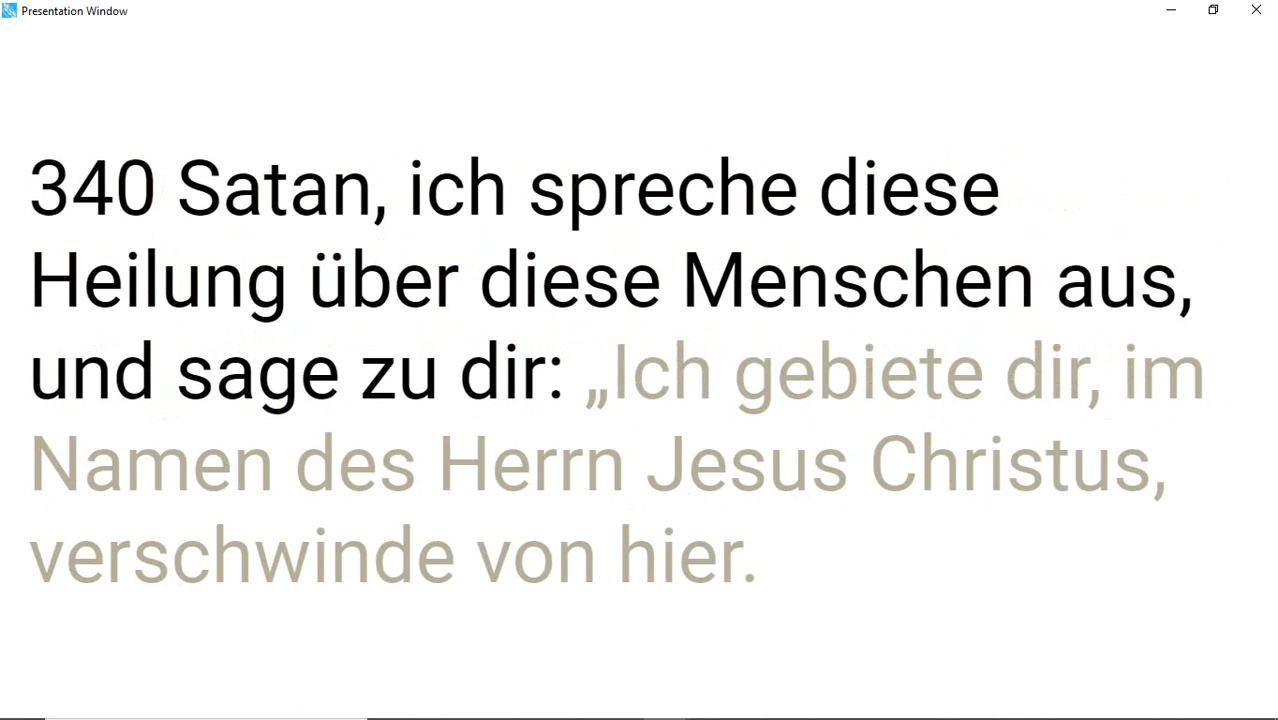 Presentation Window
340 Satan, ich spreche diese
Heilung über diese Menschen aus,
und sage zu dir: „Ich gebiete dir, im
Namen des Herrn Jesus Christus,
verschwinde von hier.